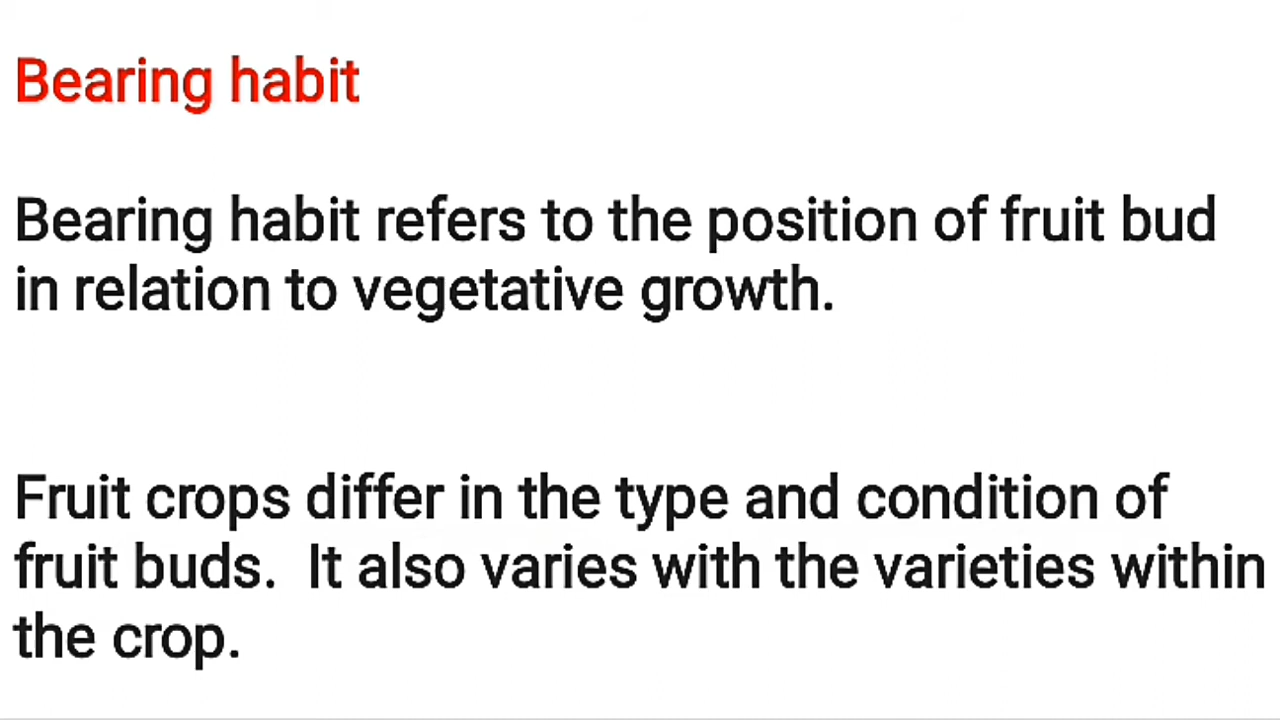 Bearing habit
Bearing habit refers to the position of fruit bud
in relation to vegetative growth.
Fruit crops differ in the type and condition of
fruit buds.  It also varies with the varieties within
the crop.